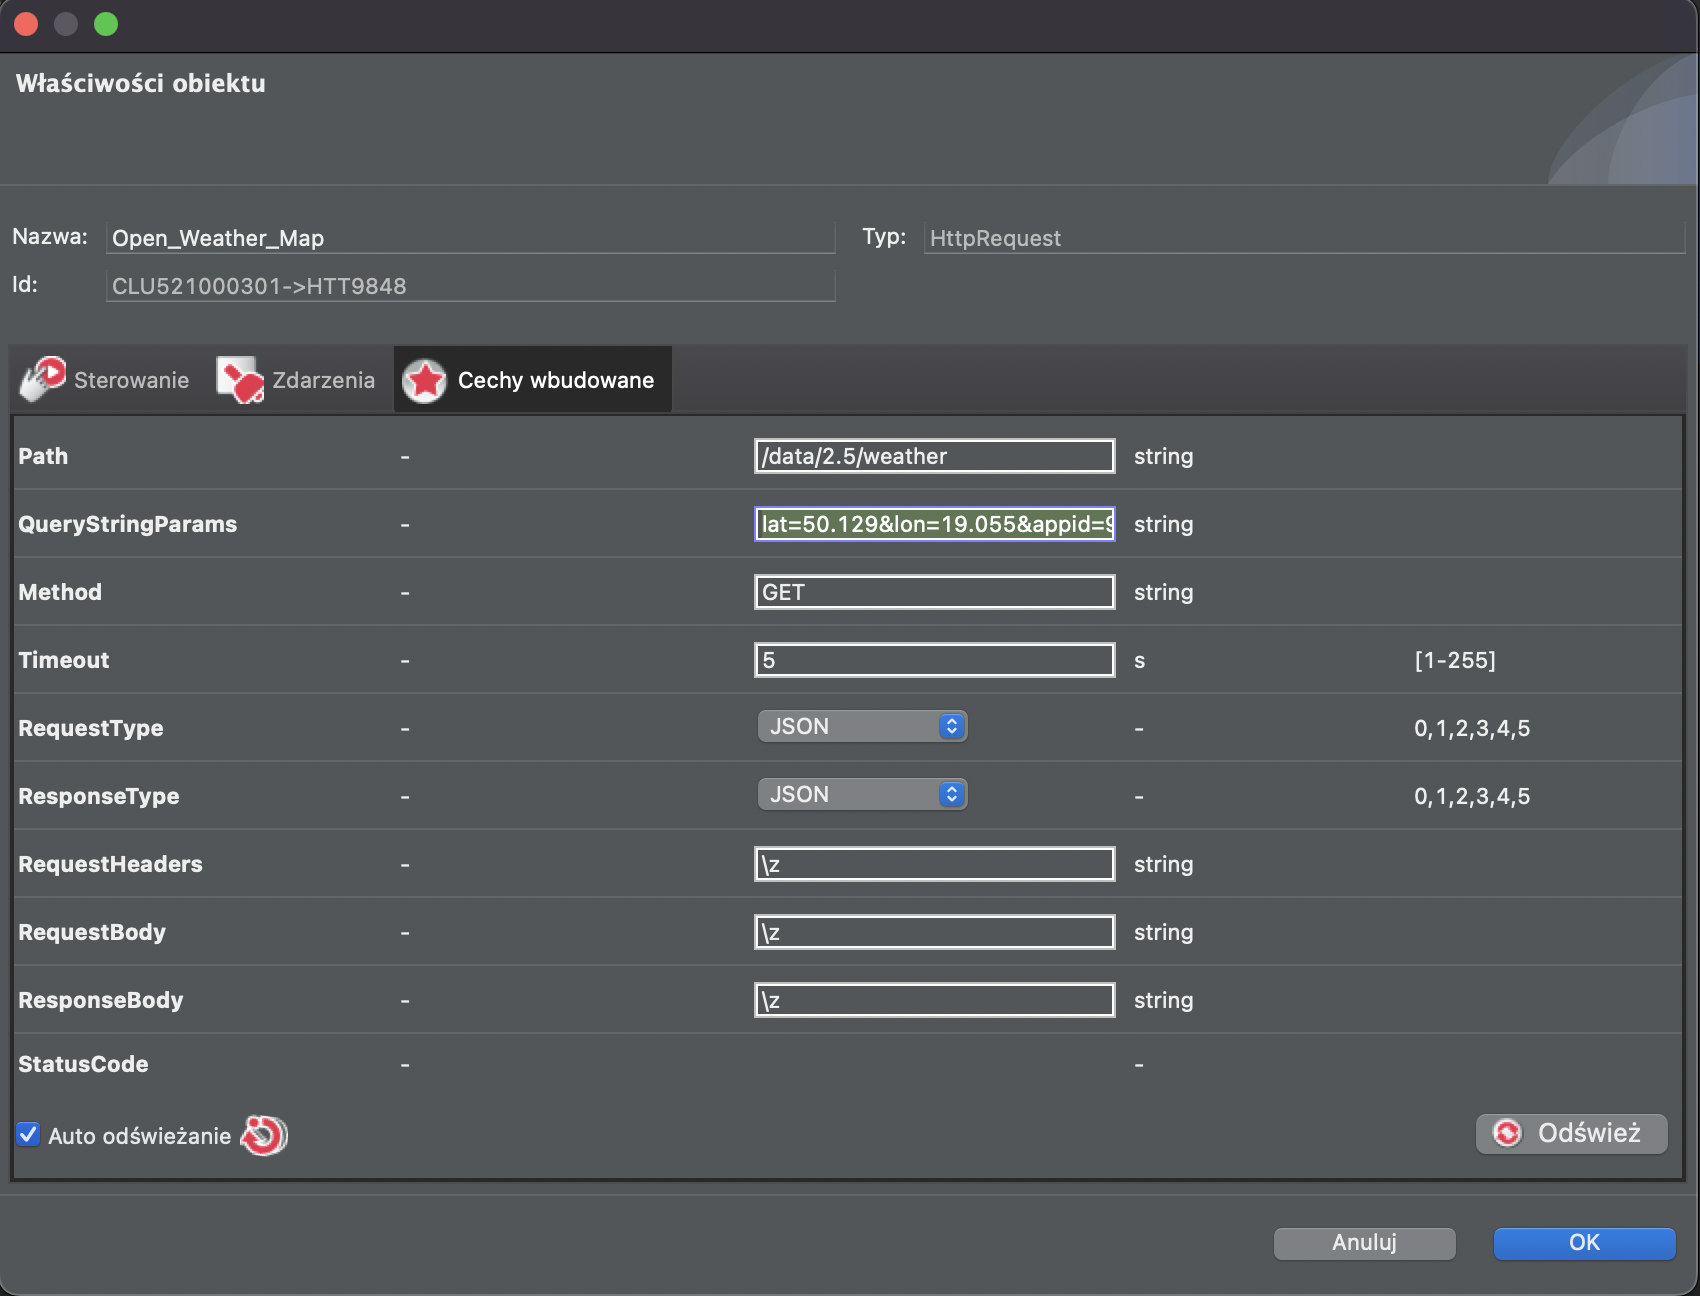 Właściwości obiektu
Nazwa: Open_Weather_Map Typ: HttpRequest
Id: CLU521000301->HTT9848
Sterowanie Zdarzenia Cechy wbudowane
Path - /data/2.5/weather string
QueryStringParams - lat=50.129&lon=19.055&appid=9 string
Method - GET string
Timeout - 5 s [1-255]
RequestType - JSON - 0,1,2,3,4,5
ResponseType - JSON - 0,1,2,3,4,5
RequestHeaders - \z string
RequestBody - \z string
ResponseBody - \z string
StatusCode - -
Auto odświeżanie Odśwież
Anuluj OK